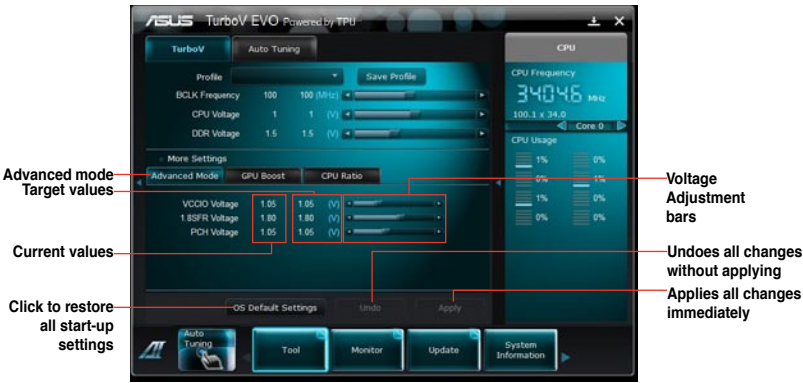 ASUS TurboV EVO Powered by TPU
TurboV Auto Tuning
Profile Save Profile
BCLK Frequency 100 100 (MHz)
CPU Voltage 1 1 (V)
DDR Voltage 1.5 1.5 (V)
More Settings
Advanced Mode GPU Boost CPU Ratio
VCCIO Voltage 1.05 1.05 (V)
1.8SFR Voltage 1.80 1.80 (V)
PCH Voltage 1.05 1.05 (V)
OS Default Settings Undo Apply
CPU
CPU Frequency
3404.6 MHz
100.1 x 34.0
Core 0
CPU Usage
1% 0%
0% 1%
1% 0%
0% 0%
Auto
Tuning
Tool
Monitor
Update
System
Information
Advanced mode
Target values
Current values
Click to restore
all start-up
settings
Voltage
Adjustment
bars
Undoes all changes
without applying
Applies all changes
immediately